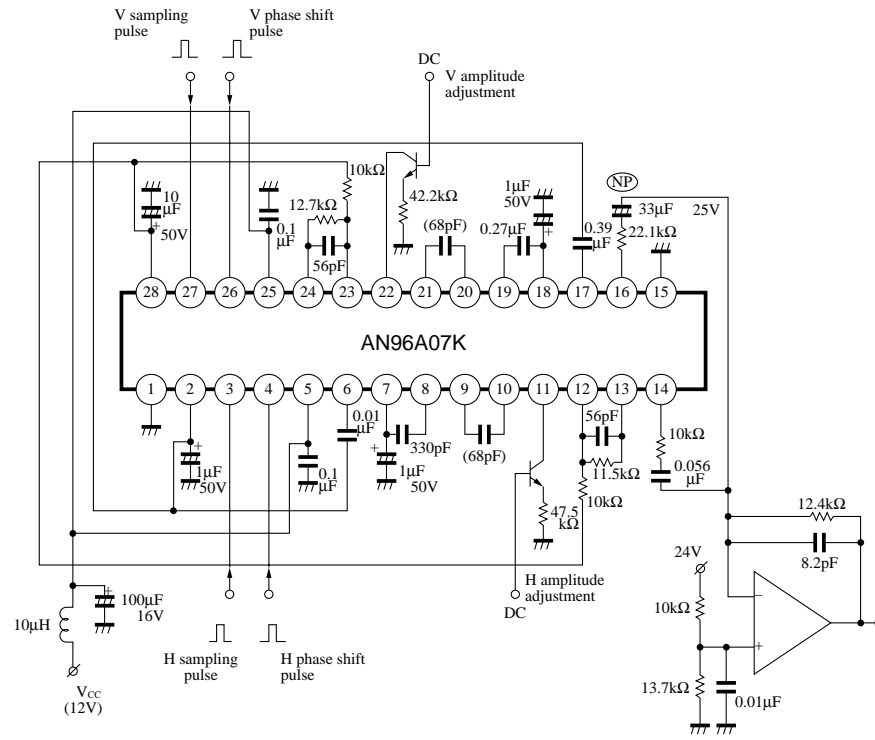 V sampling
pulse
V phase shift
pulse
DC
V amplitude
adjustment
10
μF
50V
0.1
μF
12.7kΩ
56pF
10kΩ
42.2kΩ
(68pF)
0.27μF
1μF
50V
0.39
μF
NP
33μF
25V
22.1kΩ
28 27 26 25 24 23 22 21 20 19 18 17 16 15
AN96A07K
1 2 3 4 5 6 7 8 9 10 11 12 13 14
1μF
50V
0.1
μF
0.01
μF
1μF
50V
330pF
(68pF)
47.5
kΩ
56pF
11.5kΩ
10kΩ
10kΩ
0.056
μF
12.4kΩ
8.2pF
24V
10kΩ
−
+
13.7kΩ
0.01μF
DC
H amplitude
adjustment
10μH
100μF
16V
VCC
(12V)
H sampling
pulse
H phase shift
pulse